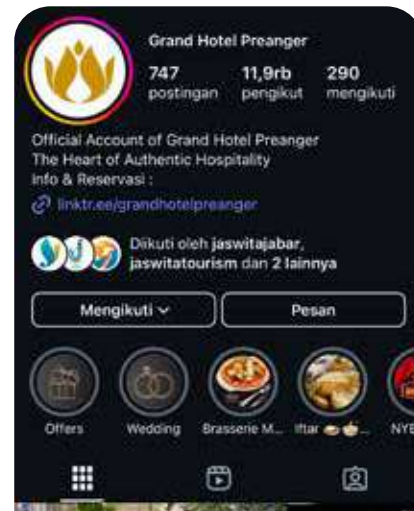 Grand Hotel Preanger
747 11,9rb 290
postingan pengikut mengikuti
Official Account of Grand Hotel Preanger
The Heart of Authentic Hospitality
Info & Reservasi :
linktr.ee/grandhotelpreanger
Diikuti oleh jaswitajabar,
jaswitatourism dan 2 lainnya
Mengikuti Pesan
Offers Wedding Brasserie M... Iftar NYE